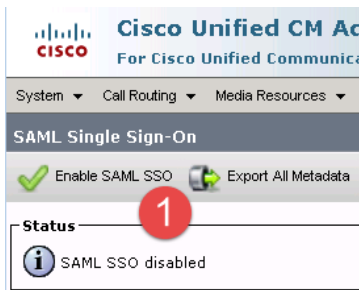 Cisco Unified CM Ad
CISCO
For Cisco Unified Communica
System Call Routing Media Resources
SAML Single Sign-On
Enable SAML SSO Export All Metadata
1
Status
i SAML SSO disabled